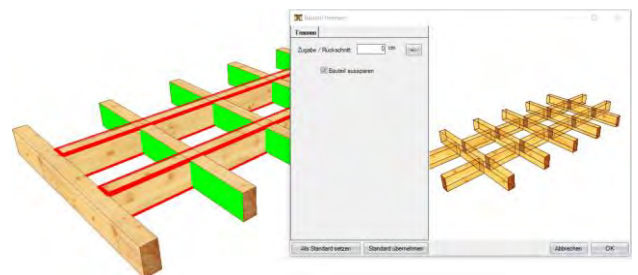 Bauteil trennen
Trennen
Zugabe / Rückschnitt: 0 cm
Bauteil aussparen
Als Standard setzen Standard übernehmen Abbrechen OK